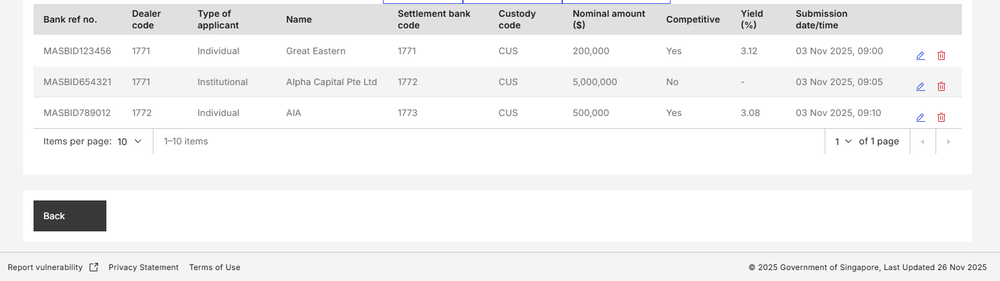 Bank ref no. Dealer code Type of applicant Name Settlement bank code Custody code Nominal amount ($) Competitive Yield (%) Submission date/time
MASBID123456 1771 Individual Great Eastern 1771 CUS 200,000 Yes 3.12 03 Nov 2025, 09:00
MASBID654321 1771 Institutional Alpha Capital Pte Ltd 1772 CUS 5,000,000 No - 03 Nov 2025, 09:05
MASBID789012 1772 Individual AIA 1773 CUS 500,000 Yes 3.08 03 Nov 2025, 09:10
Items per page: 10 1–10 items 1 of 1 page
Back
Report vulnerability Privacy Statement Terms of Use © 2025 Government of Singapore, Last Updated 26 Nov 2025